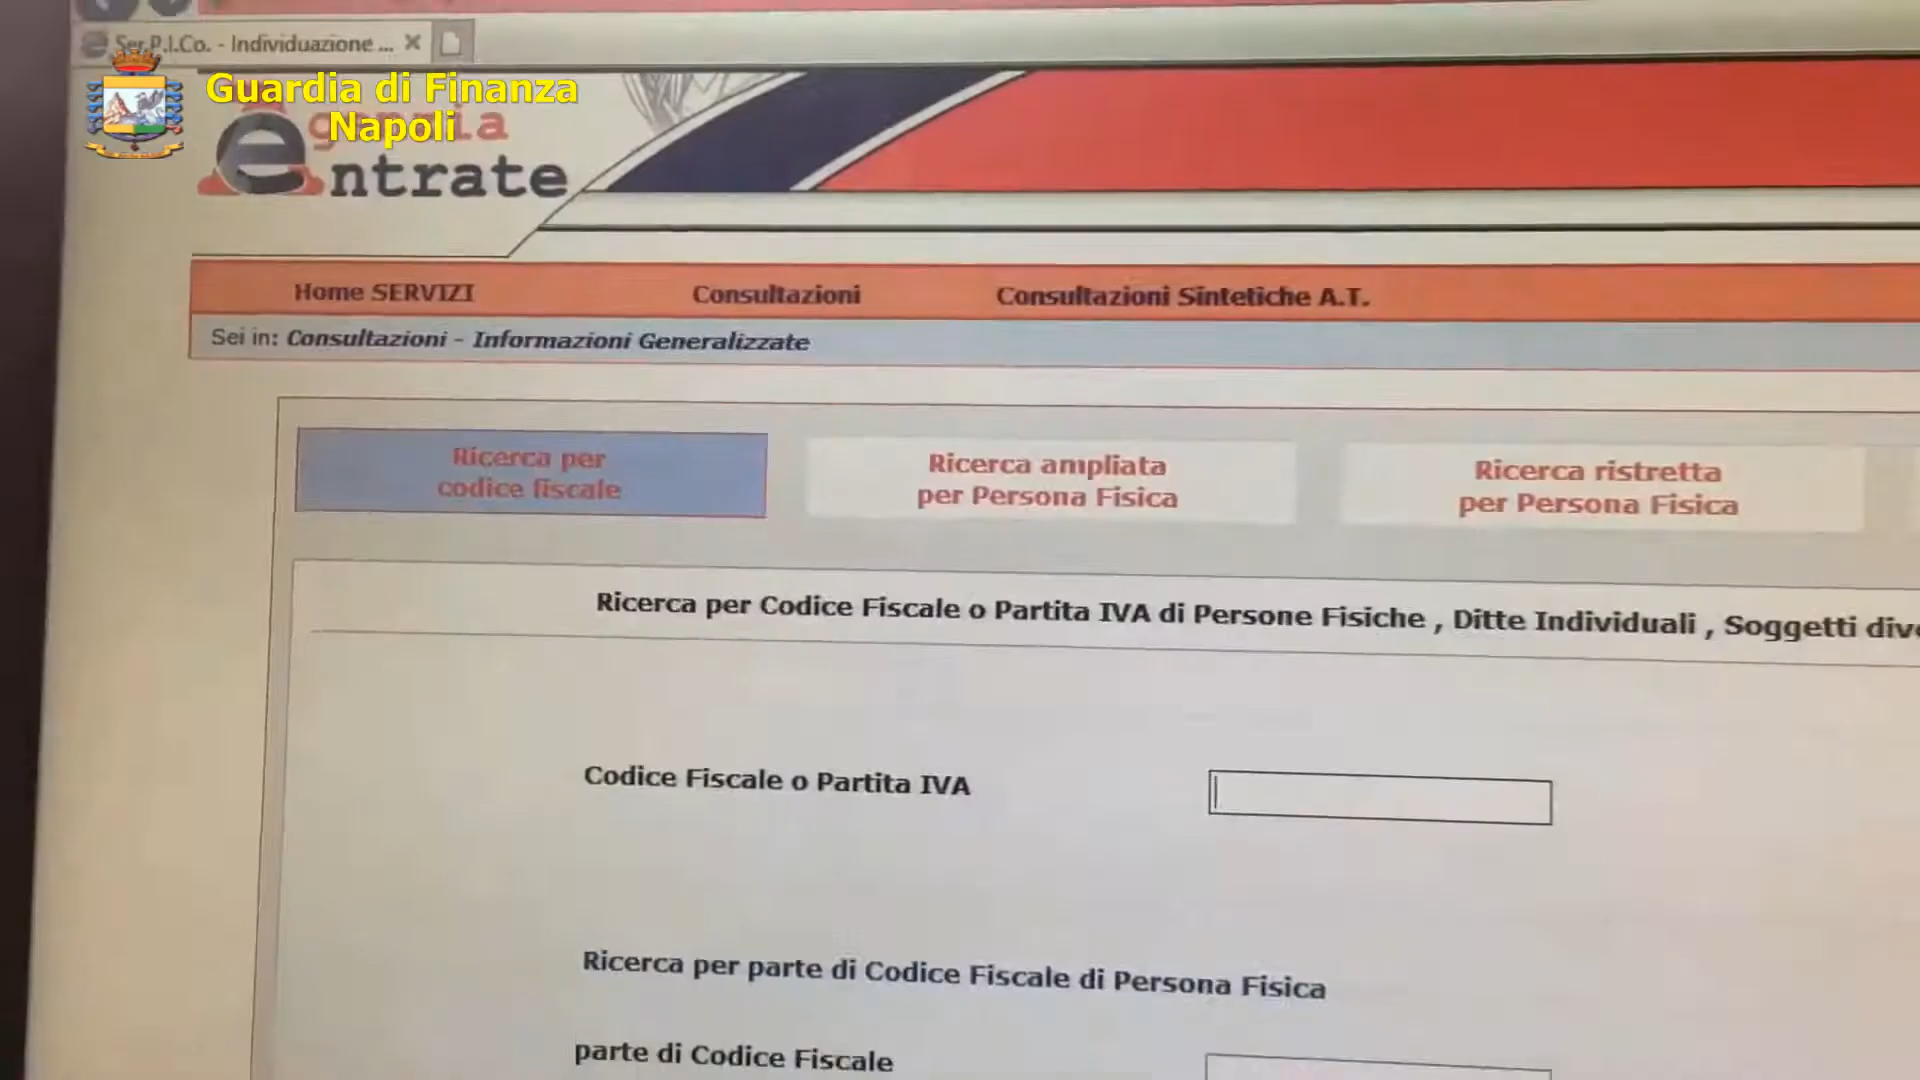 Ser.P.I.Co. - Individuazione ...
Guardia di Finanza
Napoli
agenzia
entrate
Home SERVIZI
Consultazioni
Consultazioni Sintetiche A.T.
Sei in: Consultazioni - Informazioni Generalizzate
Ricerca per
codice fiscale
Ricerca ampliata
per Persona Fisica
Ricerca ristretta
per Persona Fisica
Ricerca per Codice Fiscale o Partita IVA di Persone Fisiche , Ditte Individuali , Soggetti dive
Codice Fiscale o Partita IVA
Ricerca per parte di Codice Fiscale di Persona Fisica
parte di Codice Fiscale